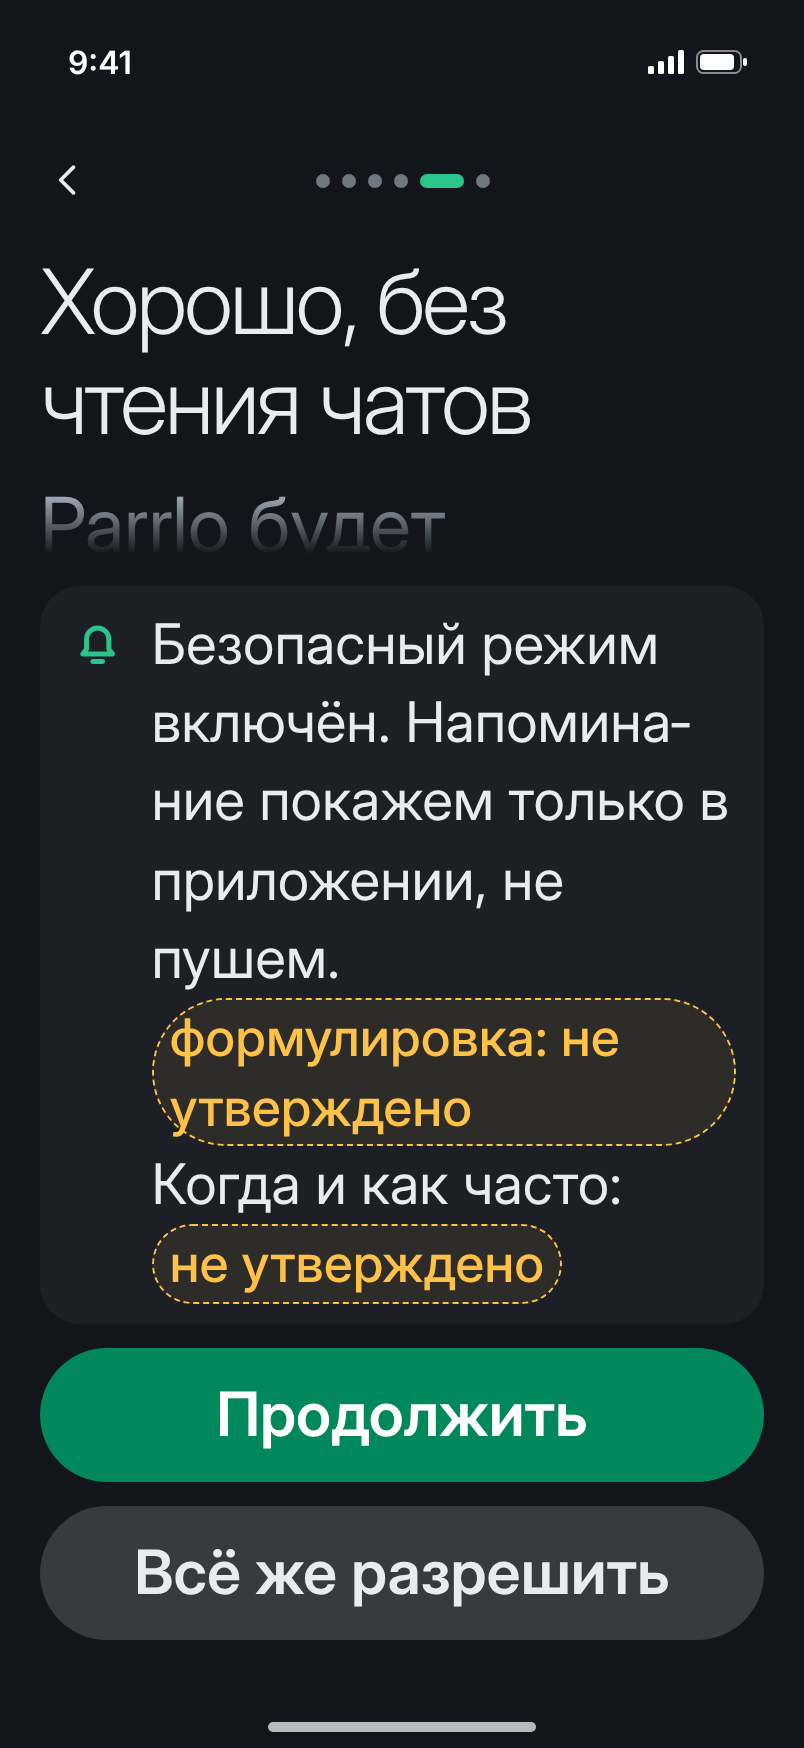 9:41
Хорошо, без
чтения чатов
Parrlo будет
Безопасный режим
включён. Напомина-
ние покажем только в
приложении, не
пушем.
формулировка: не
утверждено
Когда и как часто:
не утверждено
Продолжить
Всё же разрешить